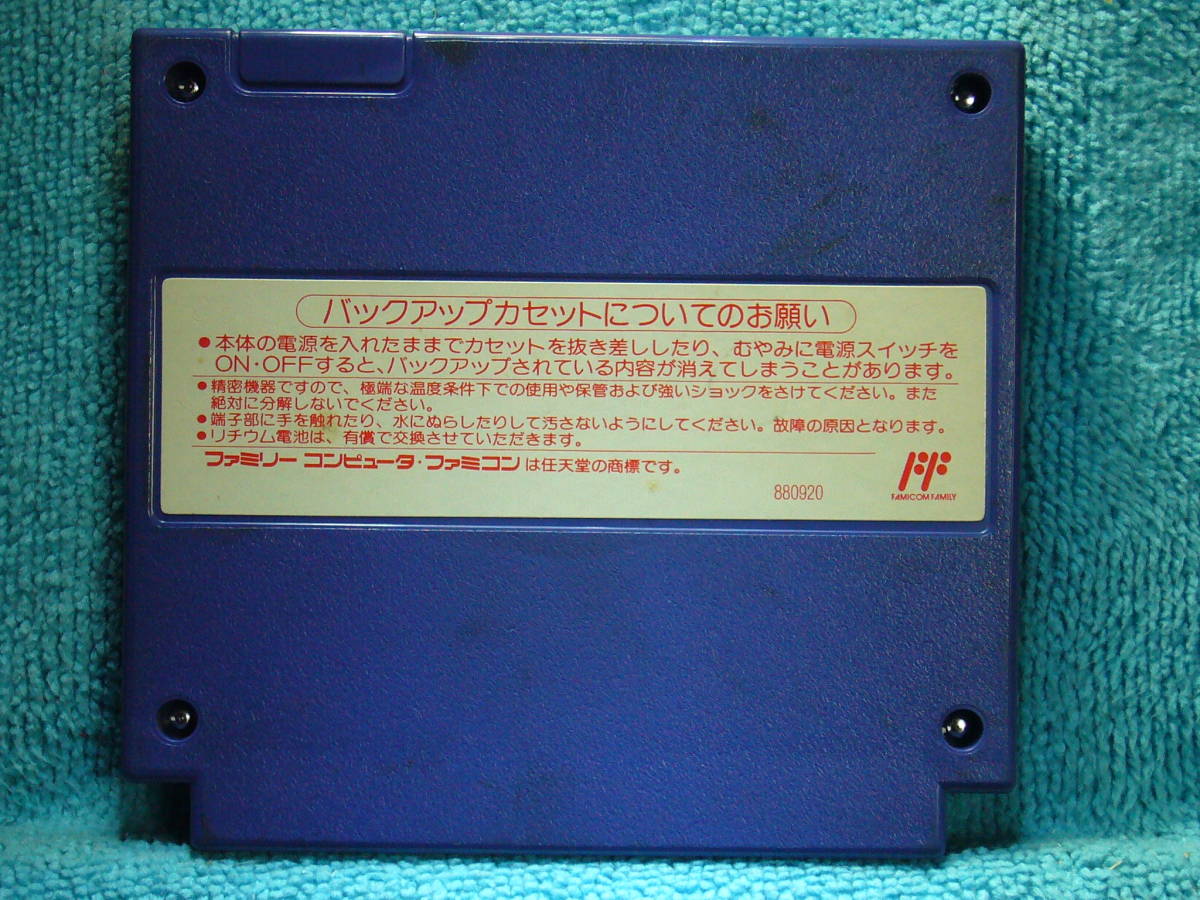 バックアップカセットについてのお願い
●本体の電源を入れたままでカセットを抜き差ししたり、むやみに電源スイッチを
ON・OFFすると、バックアップされている内容が消えてしまうことがあります。
●精密機器ですので、極端な温度条件下での使用や保管および強いショックをさけてください。また
絶対に分解しないでください。
●端子部に手を触れたり、水にぬらしたりして汚さないようにしてください。故障の原因となります。
●リチウム電池は、有償で交換させていただきます。
ファミリー コンピュータ・ファミコンは任天堂の商標です。
880920
FAMICOM FAMILY